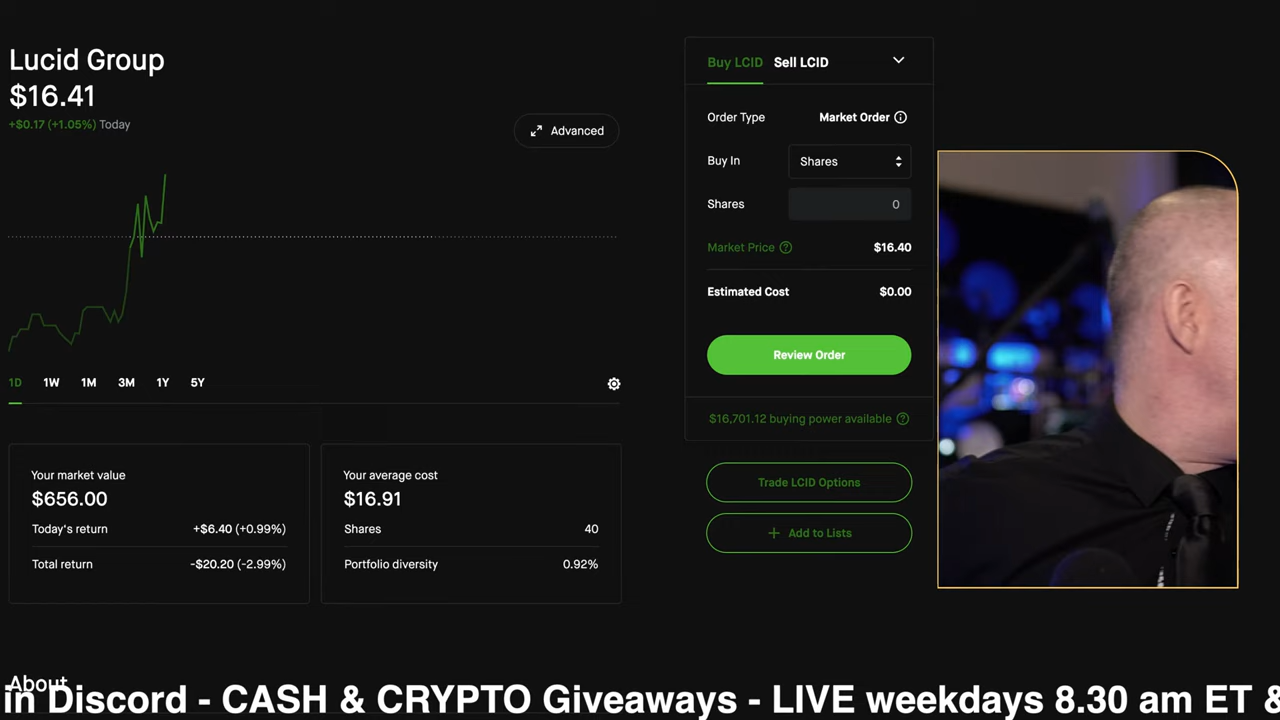 Lucid Group
$16.41
+$0.17 (+1.05%) Today
Advanced
1D 1W 1M 3M 1Y 5Y
Your market value
$656.00
Today's return +$6.40 (+0.99%)
Total return -$20.20 (-2.99%)
Your average cost
$16.91
Shares 40
Portfolio diversity 0.92%
Buy LCID Sell LCID
Order Type Market Order
Buy In Shares
Shares 0
Market Price $16.40
Estimated Cost $0.00
Review Order
$16,701.12 buying power available
Trade LCID Options
+ Add to Lists
About
in Discord - CASH & CRYPTO Giveaways - LIVE weekdays 8.30 am ET &